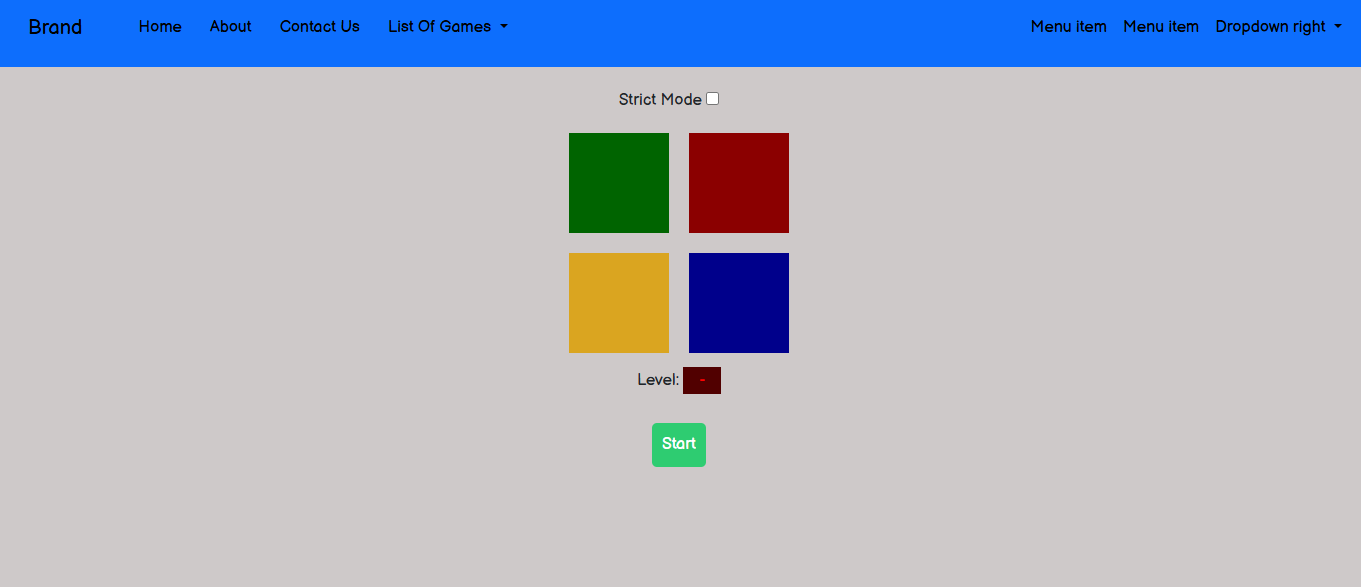 Brand Home About Contact Us List Of Games Menu item Menu item Dropdown right
Strict Mode
Level: -
Start